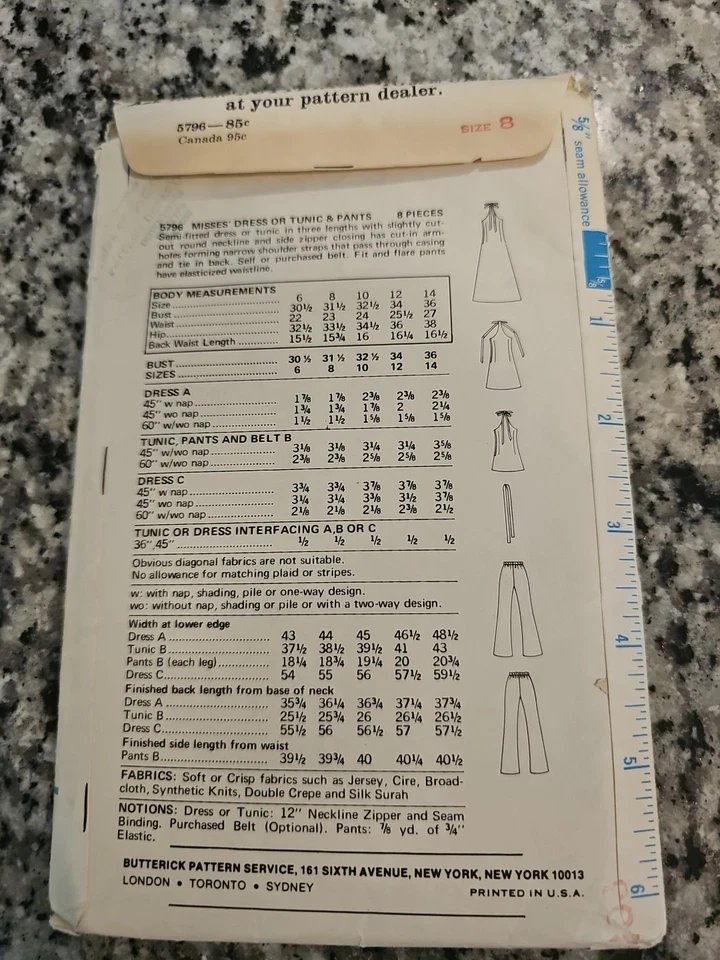 at your pattern dealer.
5796—85c
Canada 95c
SIZE 8
5/8" seam allowance
5796 MISSES' DRESS OR TUNIC & PANTS 8 PIECES
Semi-fitted dress or tunic in three lengths with slightly cut-
out round neckline and side zipper closing has cut-in arm-
holes forming narrow shoulder straps that pass through casing
and tie in back. Self or purchased belt. Fit and flare pants
have elasticized waistline.
BODY MEASUREMENTS
Size 6 8 10 12 14
Bust 30½ 31½ 32½ 34 36
Waist 22 23 24 25½ 27
Hip 32½ 33½ 34½ 36 38
Back Waist Length 15½ 15¾ 16 16¼ 16½
BUST 30½ 31½ 32½ 34 36
SIZES 6 8 10 12 14
DRESS A
45" w nap 1⅞ 1⅞ 2⅜ 2⅜ 2⅜
45" wo nap 1¾ 1¾ 1⅞ 2 2¼
60" w/wo nap 1½ 1½ 1⅝ 1⅝ 1⅝
TUNIC, PANTS AND BELT B
45" w/wo nap 3⅛ 3⅛ 3¼ 3¼ 3⅝
60" w/wo nap 2⅜ 2⅜ 2⅝ 2⅝ 2⅝
DRESS C
45" w nap 3¾ 3¾ 3⅞ 3⅞ 3⅞
45" wo nap 3¼ 3¼ 3⅜ 3½ 3⅞
60" w/wo nap 2⅛ 2⅛ 2⅛ 2⅜ 2½
TUNIC OR DRESS INTERFACING A,B OR C
36",45" ½ ½ ½ ½ ½
Obvious diagonal fabrics are not suitable.
No allowance for matching plaid or stripes.
w: with nap, shading, pile or one-way design.
wo: without nap, shading or pile or with a two-way design.
Width at lower edge
Dress A 43 44 45 46½ 48½
Tunic B 37½ 38½ 39½ 41 43
Pants B (each leg) 18¼ 18¾ 19¼ 20 20¾
Dress C 54 55 56 57½ 59½
Finished back length from base of neck
Dress A 35¾ 36¼ 36¾ 37¼ 37¾
Tunic B 25½ 25¾ 26 26¼ 26½
Dress C 55½ 56 56½ 57 57½
Finished side length from waist
Pants B 39½ 39¾ 40 40¼ 40½
FABRICS: Soft or Crisp fabrics such as Jersey, Cire, Broad-
cloth, Synthetic Knits, Double Crepe and Silk Surah
NOTIONS: Dress or Tunic: 12" Neckline Zipper and Seam
Binding. Purchased Belt (Optional). Pants: ⅞ yd. of ¾"
Elastic.
BUTTERICK PATTERN SERVICE, 161 SIXTH AVENUE, NEW YORK, NEW YORK 10013
LONDON • TORONTO • SYDNEY PRINTED IN U.S.A.
5/8
1
2
3
4
5
6